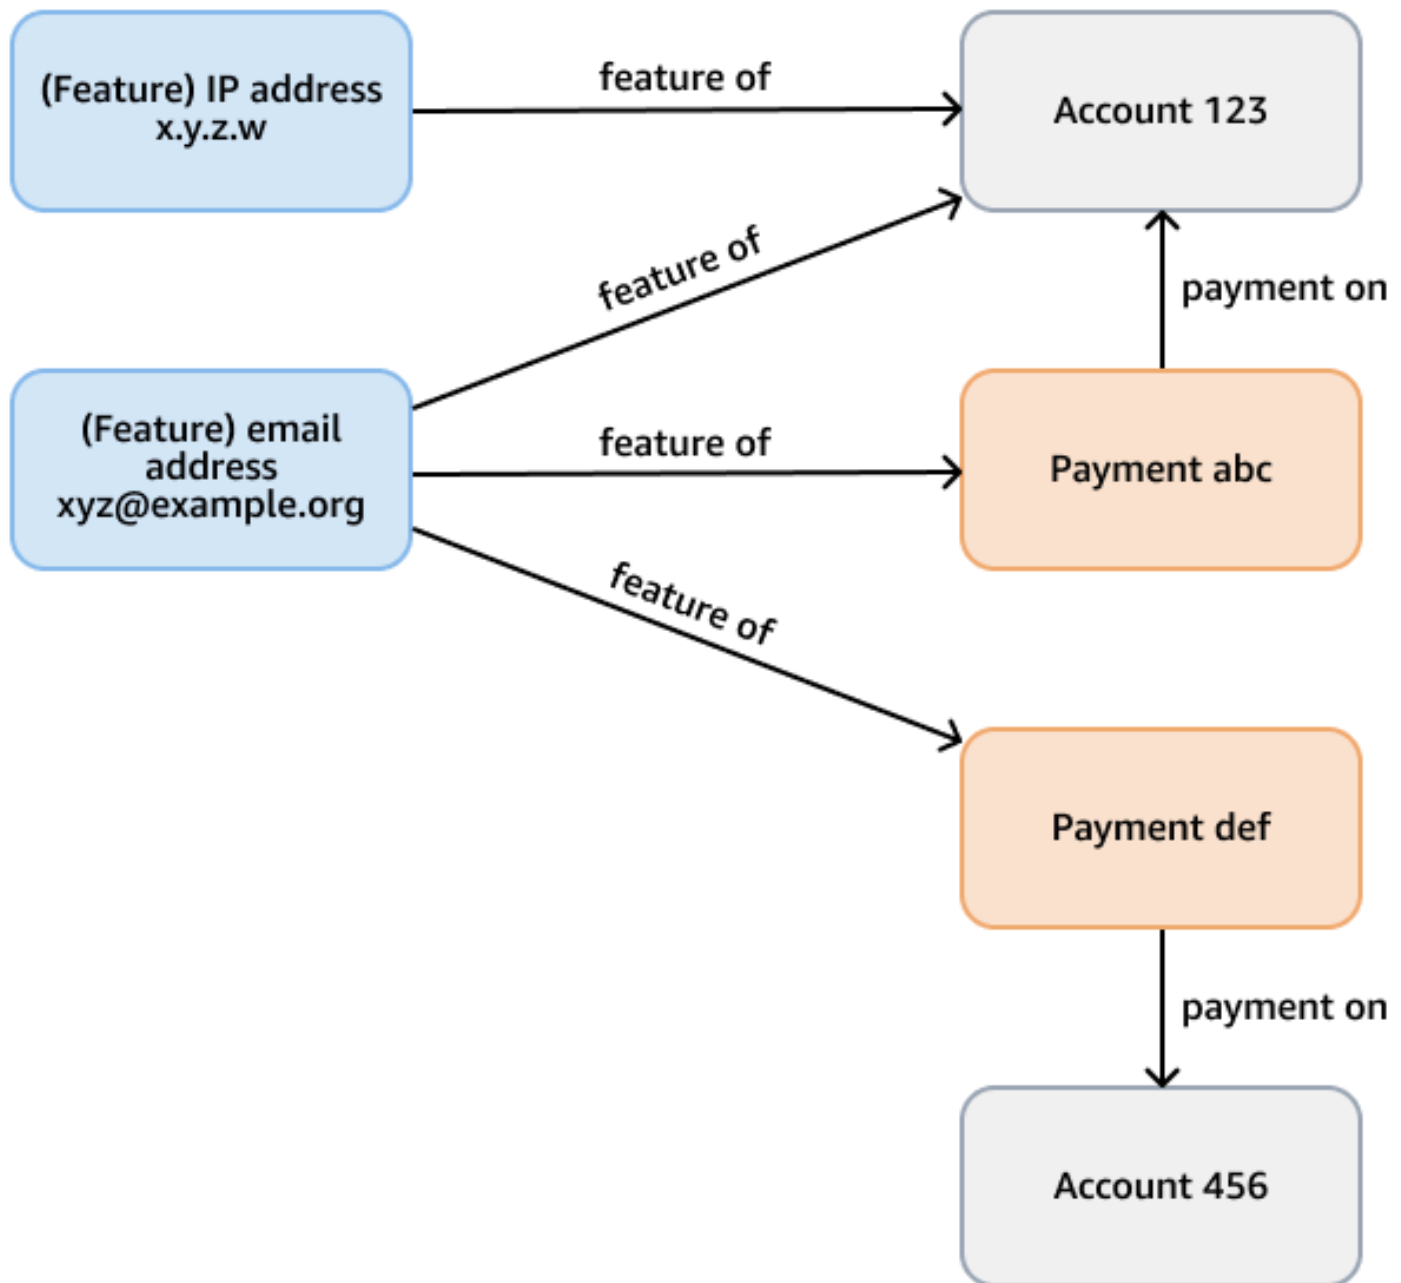 (Feature) IP address
x.y.z.w
feature of
Account 123
feature of
payment on
(Feature) email
address
xyz@example.org
feature of
Payment abc
feature of
Payment def
payment on
Account 456